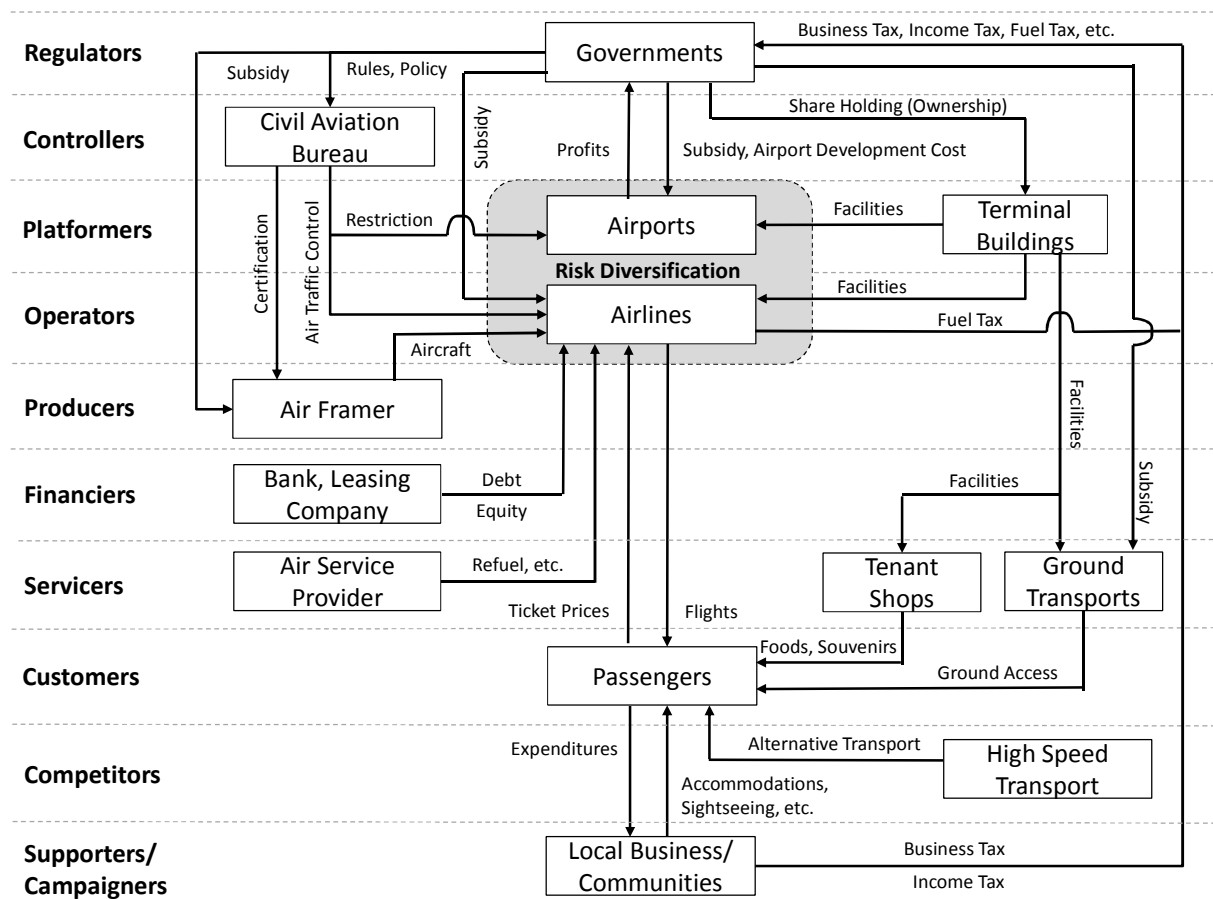 Regulators
Governments
Business Tax, Income Tax, Fuel Tax, etc.
Subsidy
Rules, Policy
Controllers
Civil Aviation
Bureau
Subsidy
Share Holding (Ownership)
Profits
Subsidy, Airport Development Cost
Platformers
Certification
Air Traffic Control
Restriction
Airports
Facilities
Terminal
Buildings
Risk Diversification
Operators
Airlines
Facilities
Fuel Tax
Aircraft
Producers
Air Framer
Facilities
Financiers
Bank, Leasing
Company
Debt
Equity
Facilities
Subsidy
Servicers
Air Service
Provider
Refuel, etc.
Ticket Prices
Flights
Tenant
Shops
Ground
Transports
Customers
Passengers
Foods, Souvenirs
Ground Access
Competitors
Expenditures
Alternative Transport
High Speed
Transport
Accommodations,
Sightseeing, etc.
Supporters/
Campaigners
Local Business/
Communities
Business Tax
Income Tax